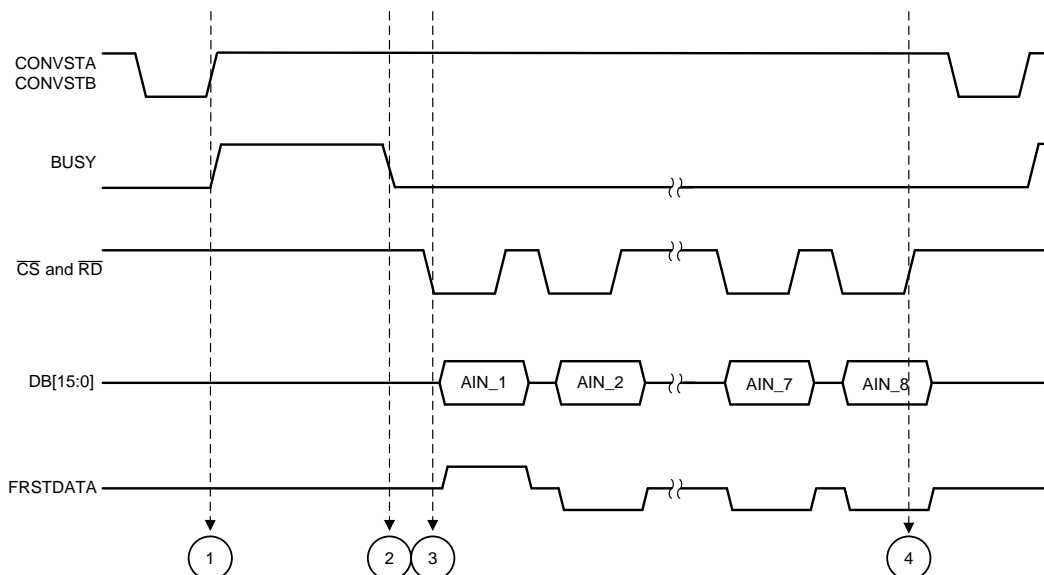 CONVSTA
CONVSTB
BUSY
CS and RD
DB[15:0]
AIN_1
AIN_2
AIN_7
AIN_8
FRSTDATA
1
2
3
4